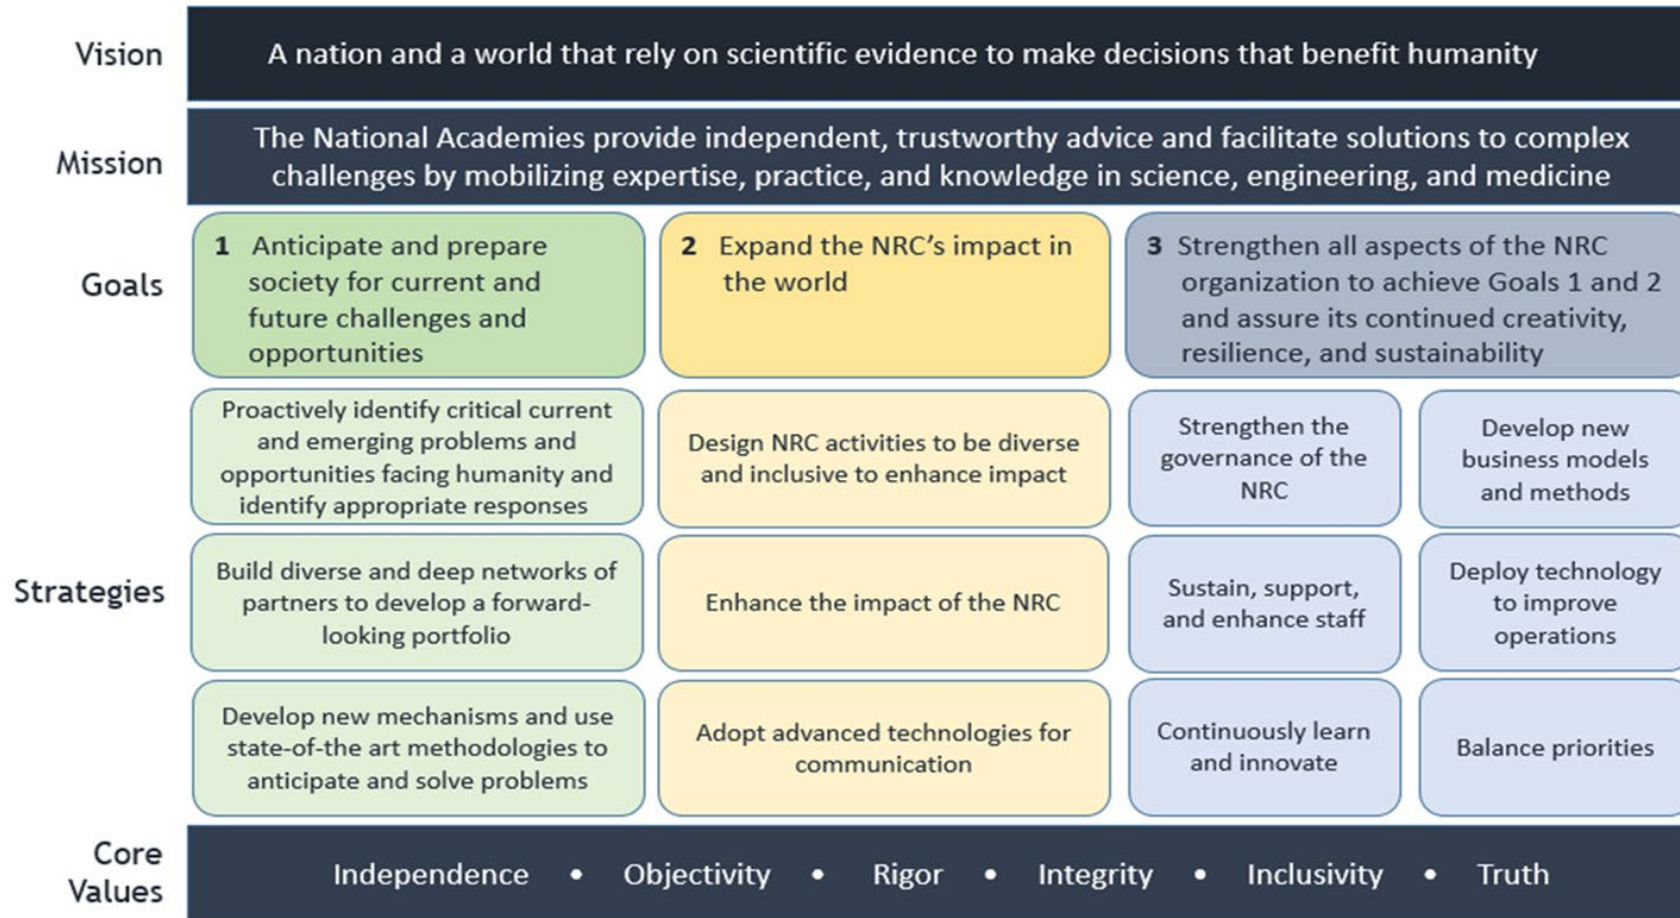 Vision
A nation and a world that rely on scientific evidence to make decisions that benefit humanity
Mission
The National Academies provide independent, trustworthy advice and facilitate solutions to complex
challenges by mobilizing expertise, practice, and knowledge in science, engineering, and medicine
Goals
1 Anticipate and prepare
society for current and
future challenges and
opportunities
2 Expand the NRC's impact in
the world
3 Strengthen all aspects of the NRC
organization to achieve Goals 1 and 2
and assure its continued creativity,
resilience, and sustainability
Strategies
Proactively identify critical current
and emerging problems and
opportunities facing humanity and
identify appropriate responses
Design NRC activities to be diverse
and inclusive to enhance impact
Strengthen the
governance of the
NRC
Develop new
business models
and methods
Build diverse and deep networks of
partners to develop a forward-
looking portfolio
Enhance the impact of the NRC
Sustain, support,
and enhance staff
Deploy technology
to improve
operations
Develop new mechanisms and use
state-of-the art methodologies to
anticipate and solve problems
Adopt advanced technologies for
communication
Continuously learn
and innovate
Balance priorities
Core
Values
Independence • Objectivity • Rigor • Integrity • Inclusivity • Truth